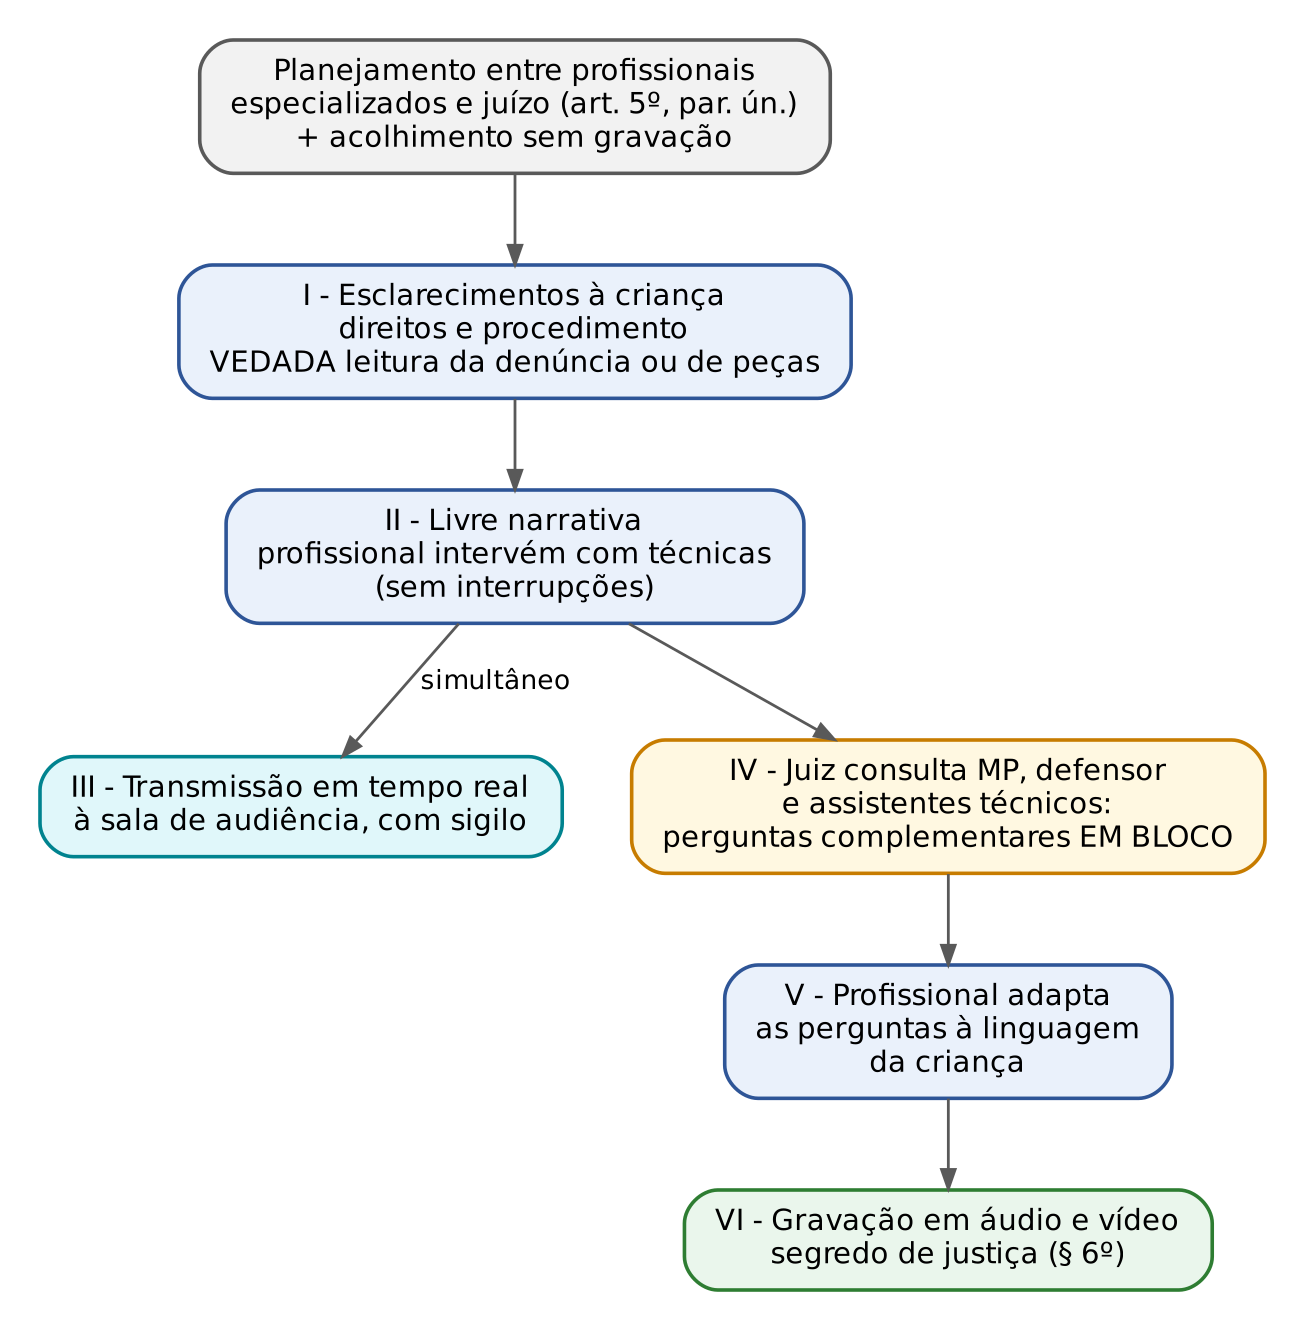 Planejamento entre profissionais
especializados e juízo (art. 5º, par. ún.)
+ acolhimento sem gravação
I - Esclarecimentos à criança
direitos e procedimento
VEDADA leitura da denúncia ou de peças
II - Livre narrativa
profissional intervém com técnicas
(sem interrupções)
simultâneo
III - Transmissão em tempo real
à sala de audiência, com sigilo
IV - Juiz consulta MP, defensor
e assistentes técnicos:
perguntas complementares EM BLOCO
V - Profissional adapta
as perguntas à linguagem
da criança
VI - Gravação em áudio e vídeo
segredo de justiça (§ 6º)